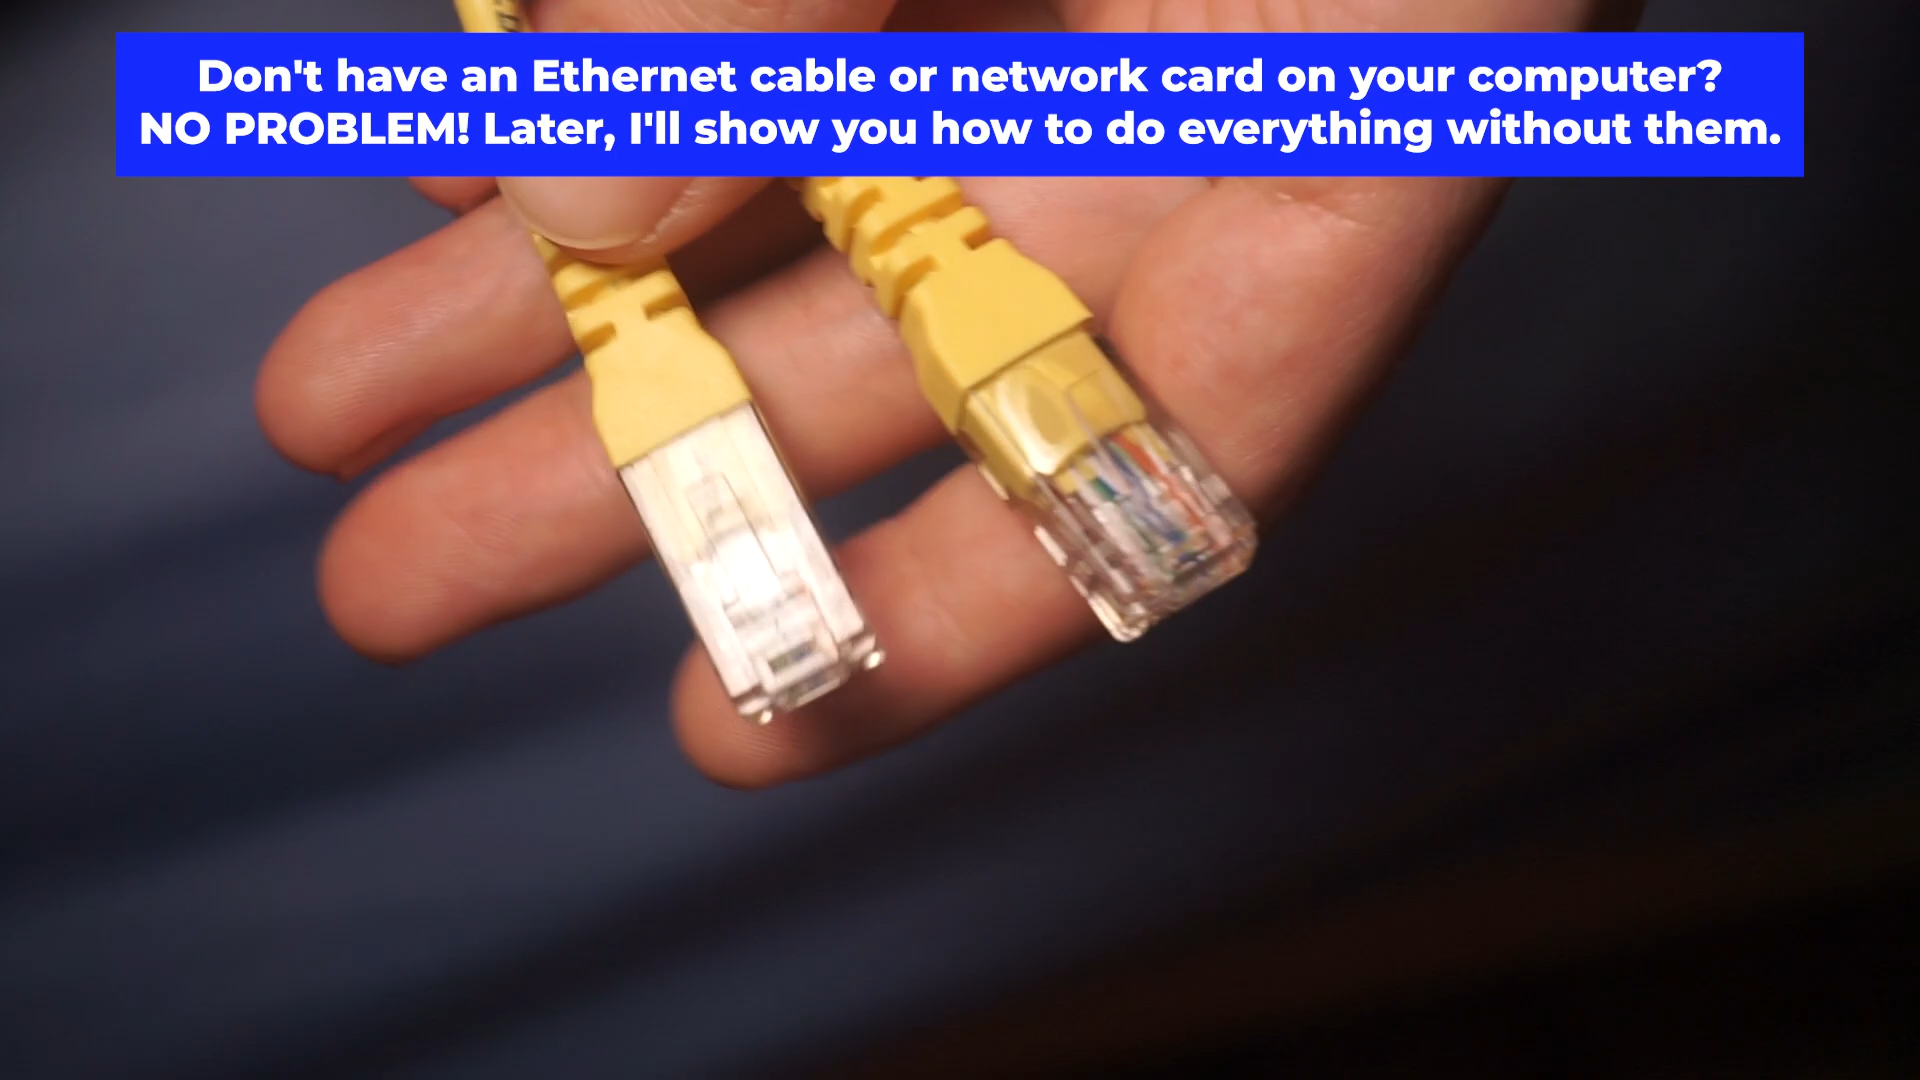 Don't have an Ethernet cable or network card on your computer?
NO PROBLEM! Later, I'll show you how to do everything without them.